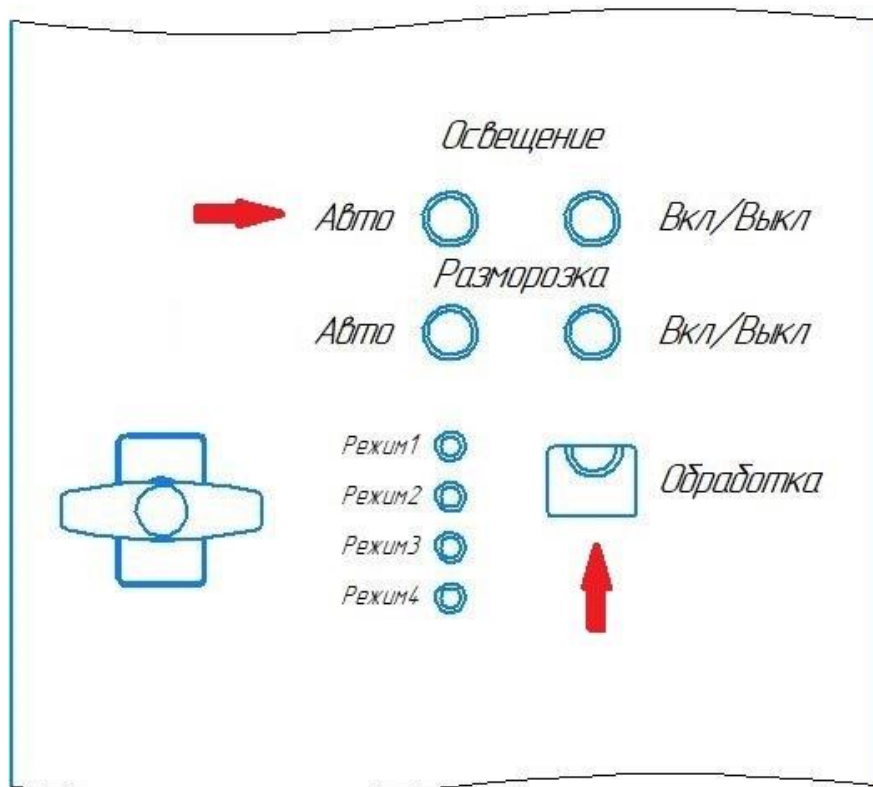 Освещение
Авто Вкл/Выкл
Разморозка
Авто Вкл/Выкл
Режим1
Режим2
Обработка
Режим3
Режим4